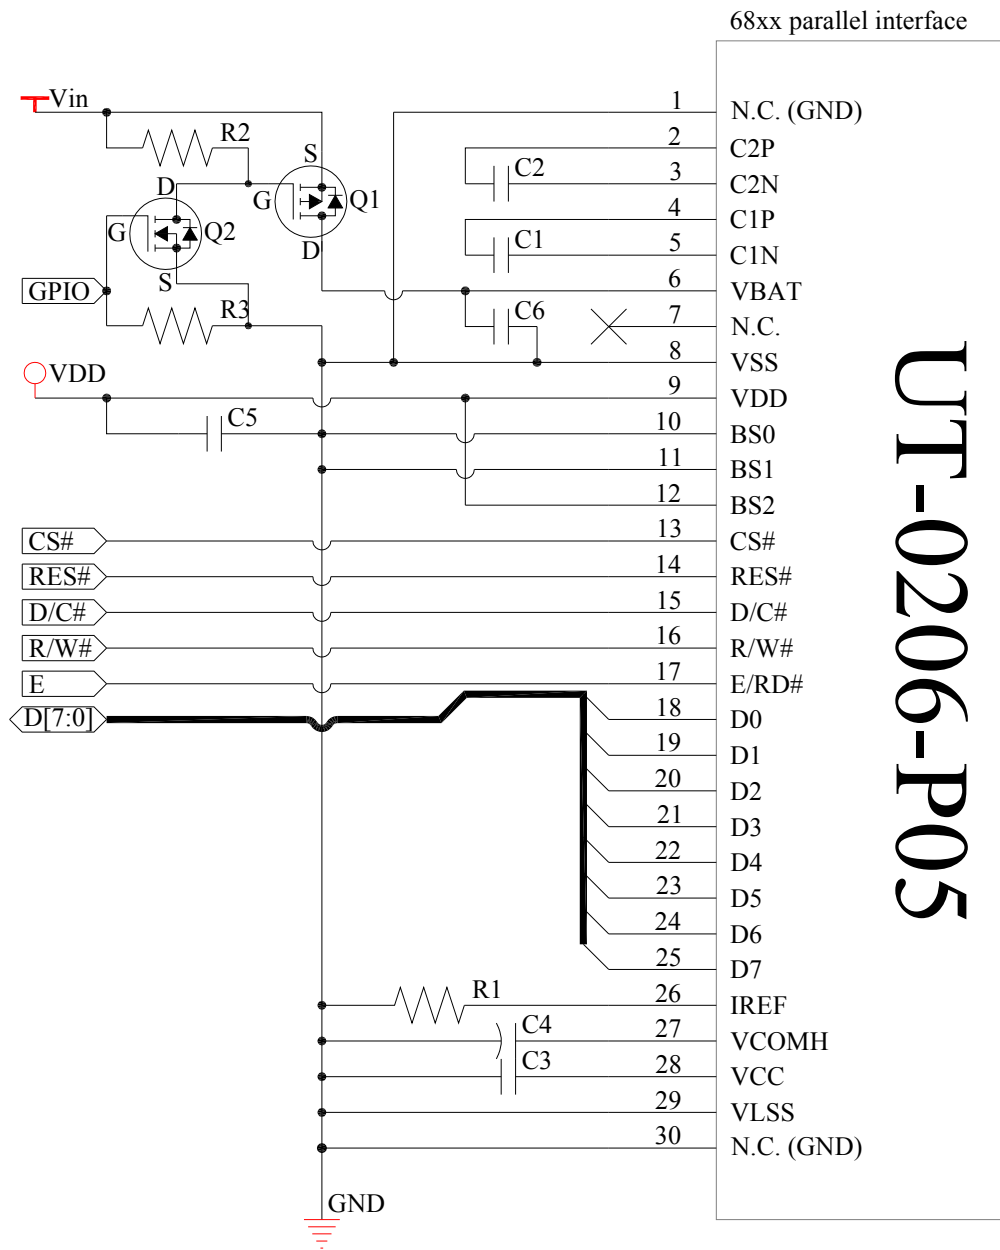 68xx parallel interface
Vin
R2
S
D
G
Q1
G
Q2
D
S
GPIO
R3
VDD
C5
C2
C1
C6
1 N.C. (GND)
2 C2P
3 C2N
4 C1P
5 C1N
6 VBAT
7 N.C.
8 VSS
9 VDD
10 BS0
11 BS1
12 BS2
CS# 13 CS#
RES# 14 RES#
D/C# 15 D/C#
R/W# 16 R/W#
E 17 E/RD#
D[7:0] 18 D0
19 D1
20 D2
21 D3
22 D4
23 D5
24 D6
25 D7
R1 26 IREF
C4 27 VCOMH
C3 28 VCC
29 VLSS
30 N.C. (GND)
GND
UT-0206-P05